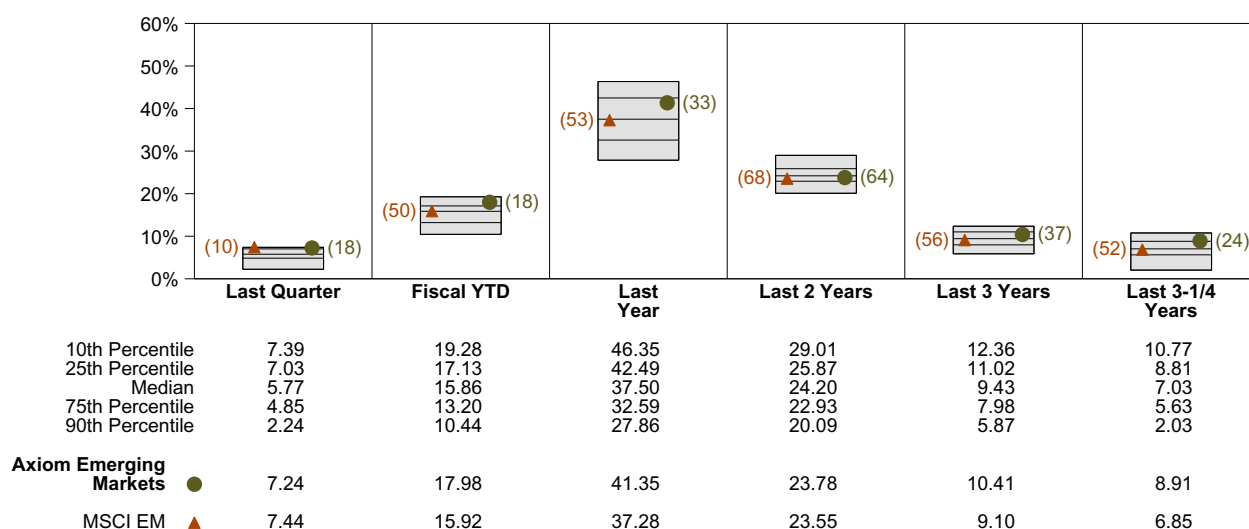 60%
50%
40%
30%
20%
10%
0%
(10)
(18)
(50)
(18)
(53)
(33)
(68)
(64)
(56)
(37)
(52)
(24)
Last Quarter
Fiscal YTD
Last
Year
Last 2 Years
Last 3 Years
Last 3-1/4
Years
10th Percentile 7.39 19.28 46.35 29.01 12.36 10.77
25th Percentile 7.03 17.13 42.49 25.87 11.02 8.81
Median 5.77 15.86 37.50 24.20 9.43 7.03
75th Percentile 4.85 13.20 32.59 22.93 7.98 5.63
90th Percentile 2.24 10.44 27.86 20.09 5.87 2.03
Axiom Emerging
Markets 7.24 17.98 41.35 23.78 10.41 8.91
MSCI EM 7.44 15.92 37.28 23.55 9.10 6.85